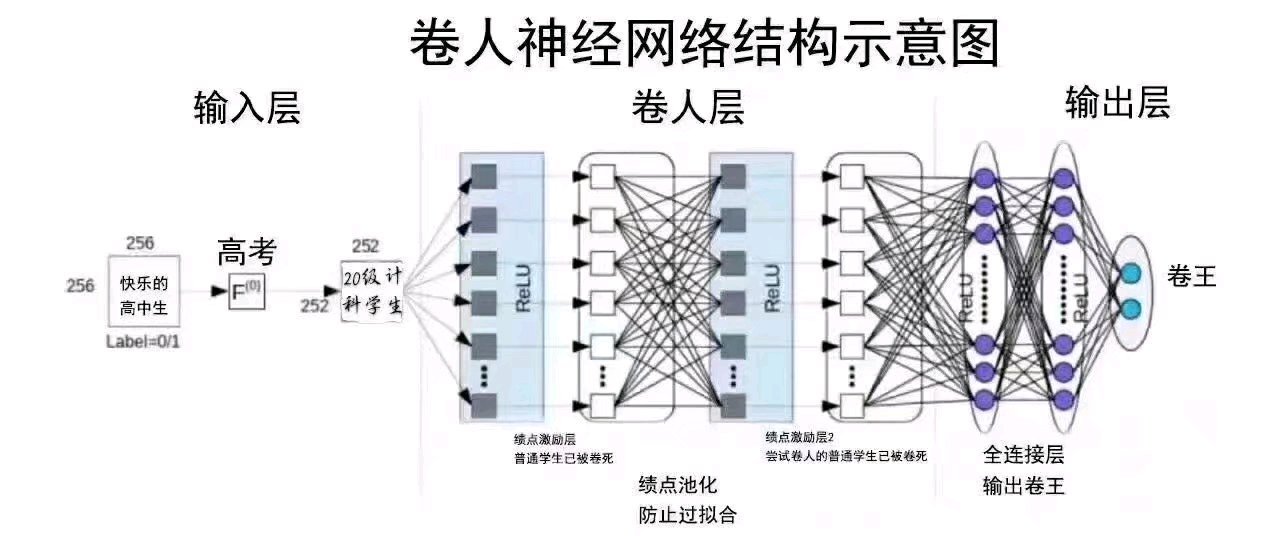 卷人神经网络结构示意图
输入层
卷人层
输出层
256
256
快乐的
高中生
Label=0/1
高考
F(0)
252
252
20级计
科学生
ReLU
ReLU
ReLU
ReLU
卷王
绩点激励层
普通学生已被卷死
绩点池化
防止过拟合
绩点激励层2
尝试卷人的普通学生已被卷死
全连接层
输出卷王